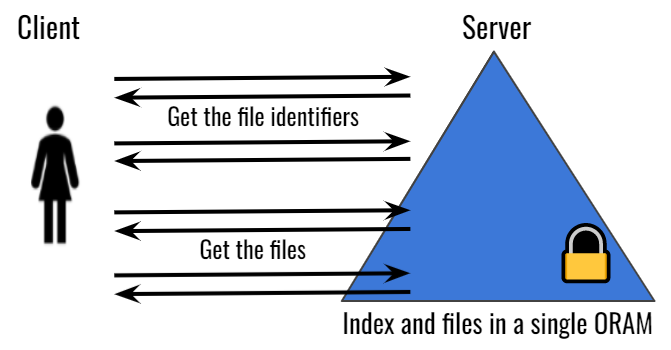 Client
Server
Get the file identifiers
Get the files
Index and files in a single ORAM